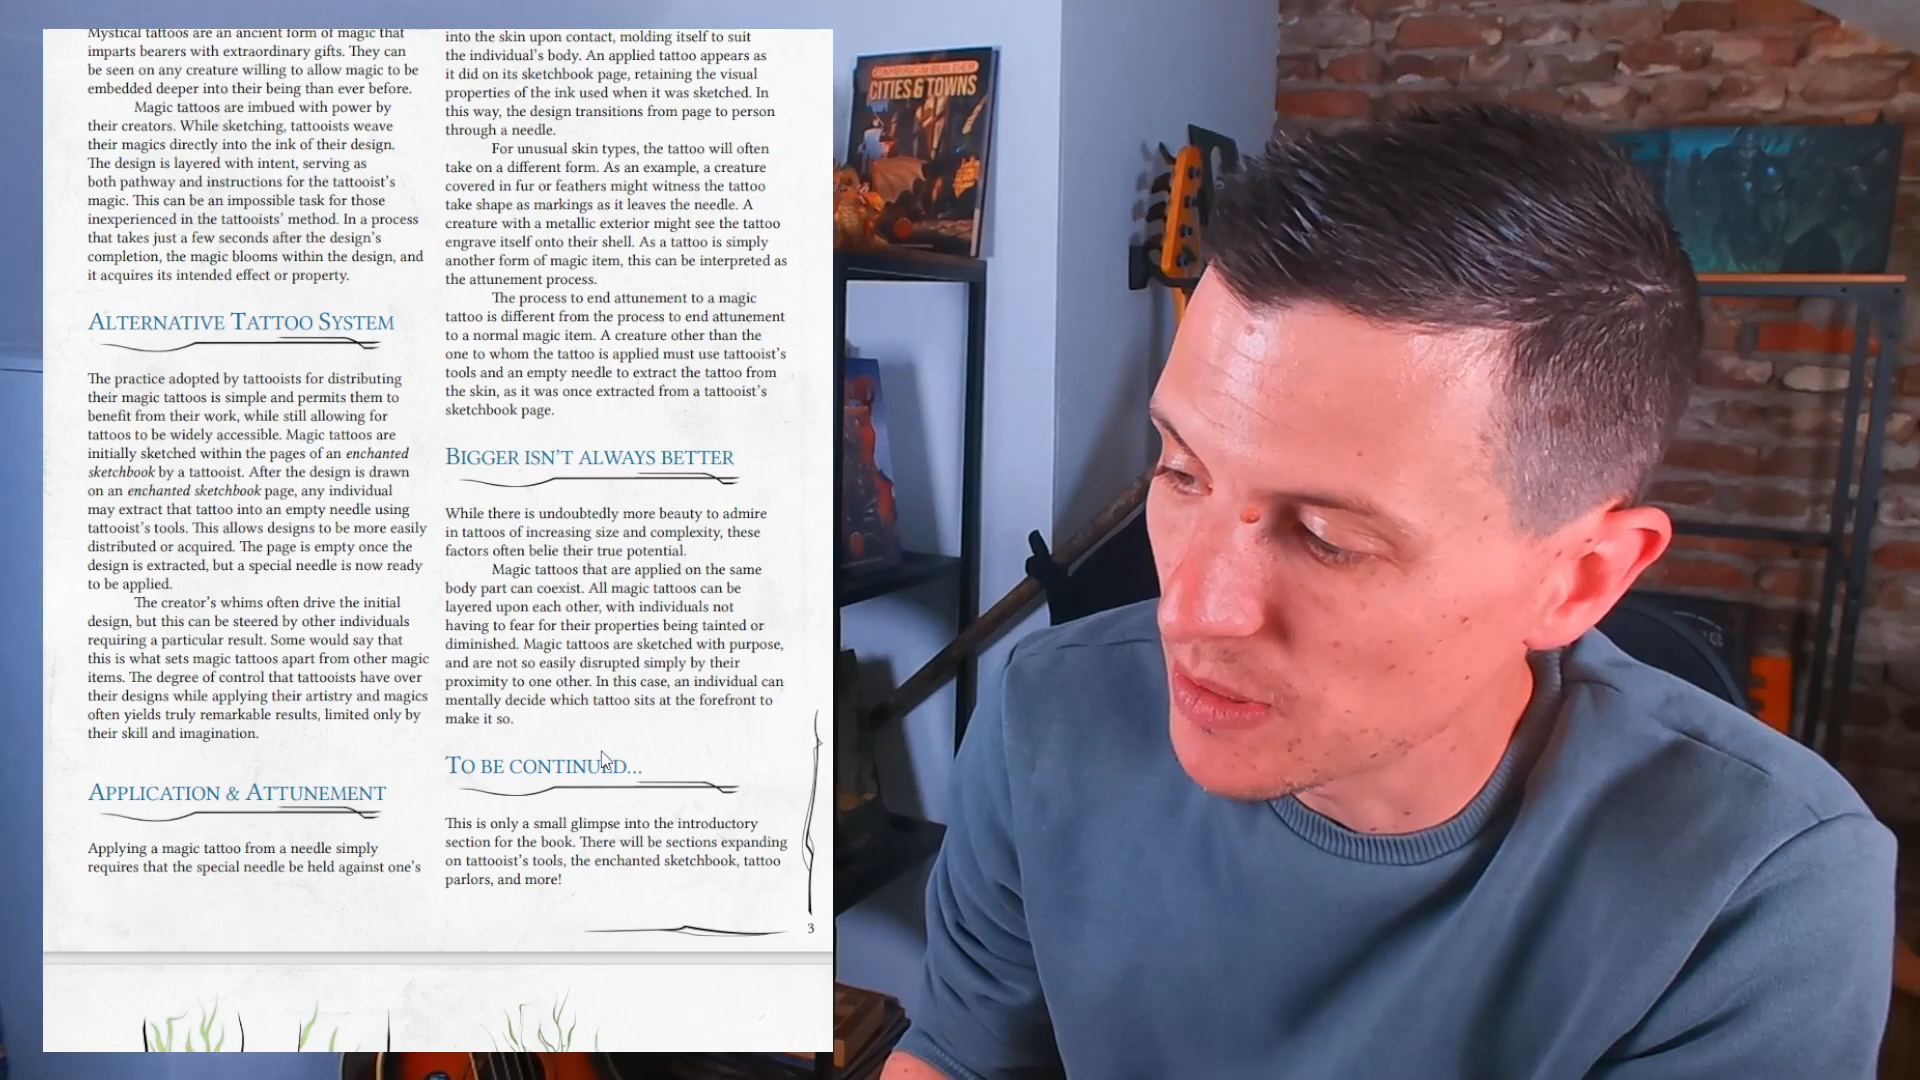 Mystical tattoos are an ancient form of magic that
imparts bearers with extraordinary gifts. They can
be seen on any creature willing to allow magic to be
embedded deeper into their being than ever before.
Magic tattoos are imbued with power by
their creators. While sketching, tattooists weave
their magics directly into the ink of their design.
The design is layered with intent, serving as
both pathway and instructions for the tattooist's
magic. This can be an impossible task for those
inexperienced in the tattooists' method. In a process
that takes just a few seconds after the design's
completion, the magic blooms within the design, and
it acquires its intended effect or property.
Alternative Tattoo System
The practice adopted by tattooists for distributing
their magic tattoos is simple and permits them to
benefit from their work, while still allowing for
tattoos to be widely accessible. Magic tattoos are
initially sketched within the pages of an enchanted
sketchbook by a tattooist. After the design is drawn
on an enchanted sketchbook page, any individual
may extract that tattoo into an empty needle using
tattooist's tools. This allows designs to be more easily
distributed or acquired. The page is empty once the
design is extracted, but a special needle is now ready
to be applied.
The creator's whims often drive the initial
design, but this can be steered by other individuals
requiring a particular result. Some would say that
this is what sets magic tattoos apart from other magic
items. The degree of control that tattooists have over
their designs while applying their artistry and magics
often yields truly remarkable results, limited only by
their skill and imagination.
Application & Attunement
Applying a magic tattoo from a needle simply
requires that the special needle be held against one's
into the skin upon contact, molding itself to suit
the individual's body. An applied tattoo appears as
it did on its sketchbook page, retaining the visual
properties of the ink used when it was sketched. In
this way, the design transitions from page to person
through a needle.
For unusual skin types, the tattoo will often
take on a different form. As an example, a creature
covered in fur or feathers might witness the tattoo
take shape as markings as it leaves the needle. A
creature with a metallic exterior might see the tattoo
engrave itself onto their shell. As a tattoo is simply
another form of magic item, this can be interpreted as
the attunement process.
The process to end attunement to a magic
tattoo is different from the process to end attunement
to a normal magic item. A creature other than the
one to whom the tattoo is applied must use tattooist's
tools and an empty needle to extract the tattoo from
the skin, as it was once extracted from a tattooist's
sketchbook page.
Bigger isn't always better
While there is undoubtedly more beauty to admire
in tattoos of increasing size and complexity, these
factors often belie their true potential.
Magic tattoos that are applied on the same
body part can coexist. All magic tattoos can be
layered upon each other, with individuals not
having to fear for their properties being tainted or
diminished. Magic tattoos are sketched with purpose,
and are not so easily disrupted simply by their
proximity to one other. In this case, an individual can
mentally decide which tattoo sits at the forefront to
make it so.
To be continued...
This is only a small glimpse into the introductory
section for the book. There will be sections expanding
on tattooist's tools, the enchanted sketchbook, tattoo
parlors, and more!
3
CAMPAIGN BUILDER
CITIES & TOWNS